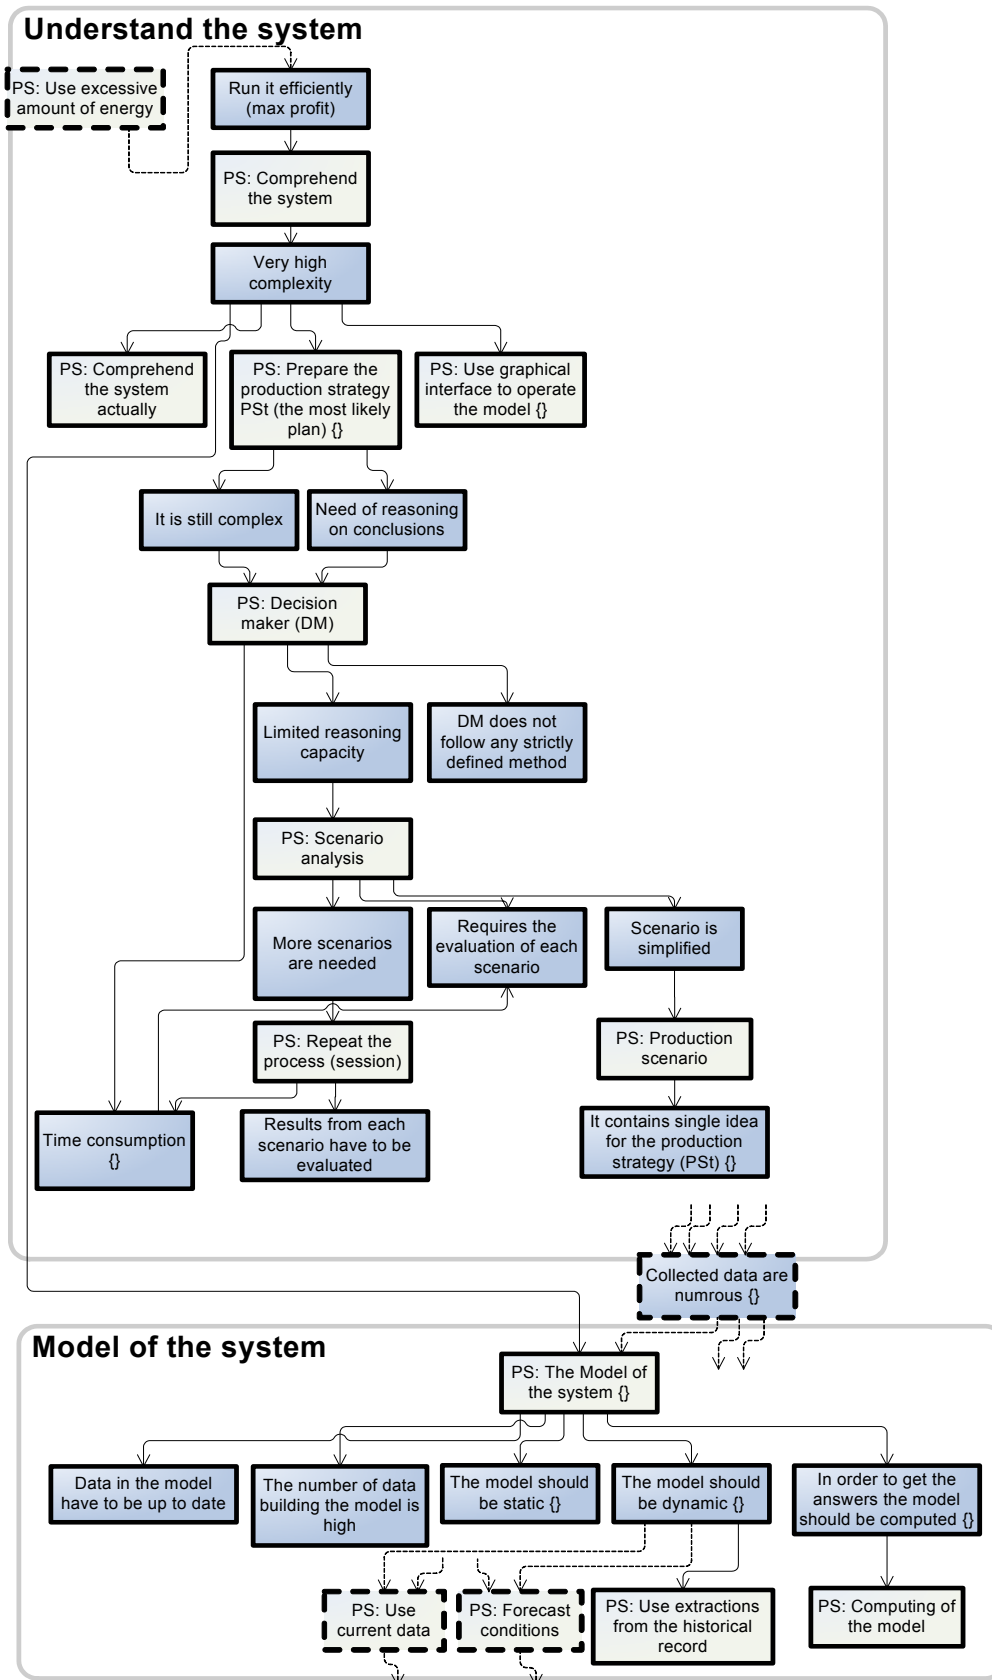 Understand the system
PS: Use excessive
amount of energy
Run it efficiently
(max profit)
PS: Comprehend
the system
Very high
complexity
PS: Comprehend
the system
actually
PS: Prepare the
production strategy
PSt (the most likely
plan) {}
PS: Use graphical
interface to operate
the model {}
It is still complex
Need of reasoning
on conclusions
PS: Decision
maker (DM)
Limited reasoning
capacity
DM does not
follow any strictly
defined method
PS: Scenario
analysis
More scenarios
are needed
Requires the
evaluation of each
scenario
Scenario is
simplified
PS: Repeat the
process (session)
PS: Production
scenario
Time consumption
{}
Results from each
scenario have to be
evaluated
It contains single idea
for the production
strategy (PSt) {}
Collected data are
numrous {}
Model of the system
PS: The Model of
the system {}
Data in the model
have to be up to date
The number of data
building the model is
high
The model should
be static {}
The model should
be dynamic {}
In order to get the
answers the model
should be computed {}
PS: Use
current data
PS: Forecast
conditions
PS: Use extractions
from the historical
record
PS: Computing of
the model